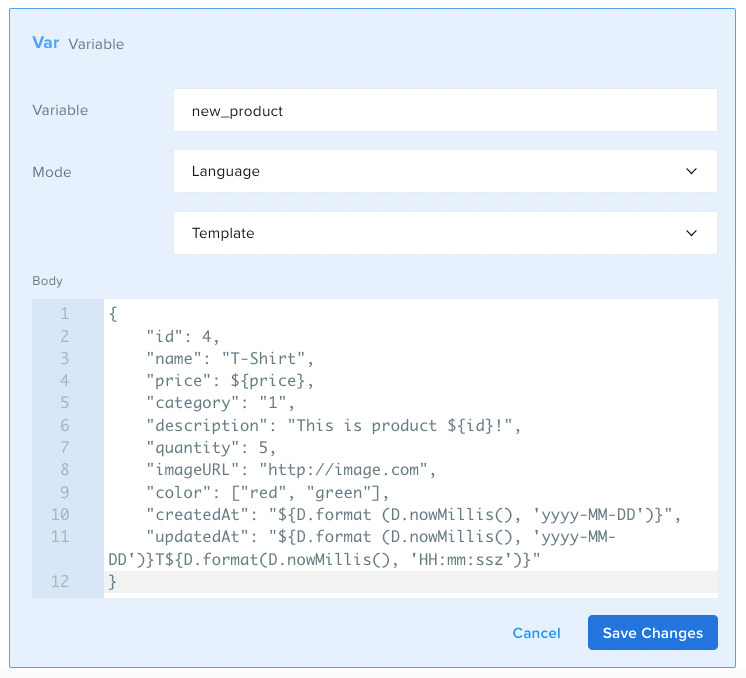 Var Variable
Variable new_product
Mode Language
Template
Body
1 {
2 "id": 4,
3 "name": "T-Shirt",
4 "price": ${price},
5 "category": "1",
6 "description": "This is product ${id}!",
7 "quantity": 5,
8 "imageURL": "http://image.com",
9 "color": ["red", "green"],
10 "createdAt": "${D.format (D.nowMillis(), 'yyyy-MM-DD')}",
11 "updatedAt": "${D.format (D.nowMillis(), 'yyyy-MM-
DD')}T${D.format(D.nowMillis(), 'HH:mm:ssz')}"
12 }
Cancel Save Changes